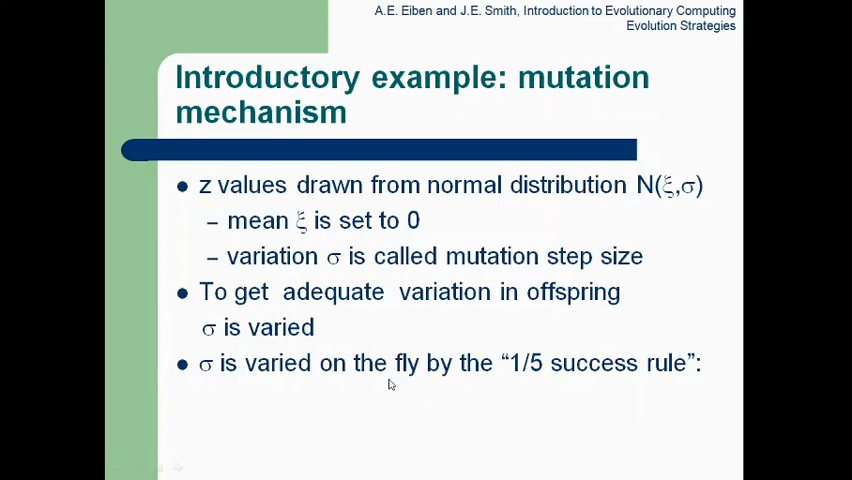 A.E. Eiben and J.E. Smith, Introduction to Evolutionary Computing
Evolution Strategies
Introductory example: mutation
mechanism
● z values drawn from normal distribution N(ξ,σ)
– mean ξ is set to 0
– variation σ is called mutation step size
● To get adequate variation in offspring
σ is varied
● σ is varied on the fly by the “1/5 success rule”: